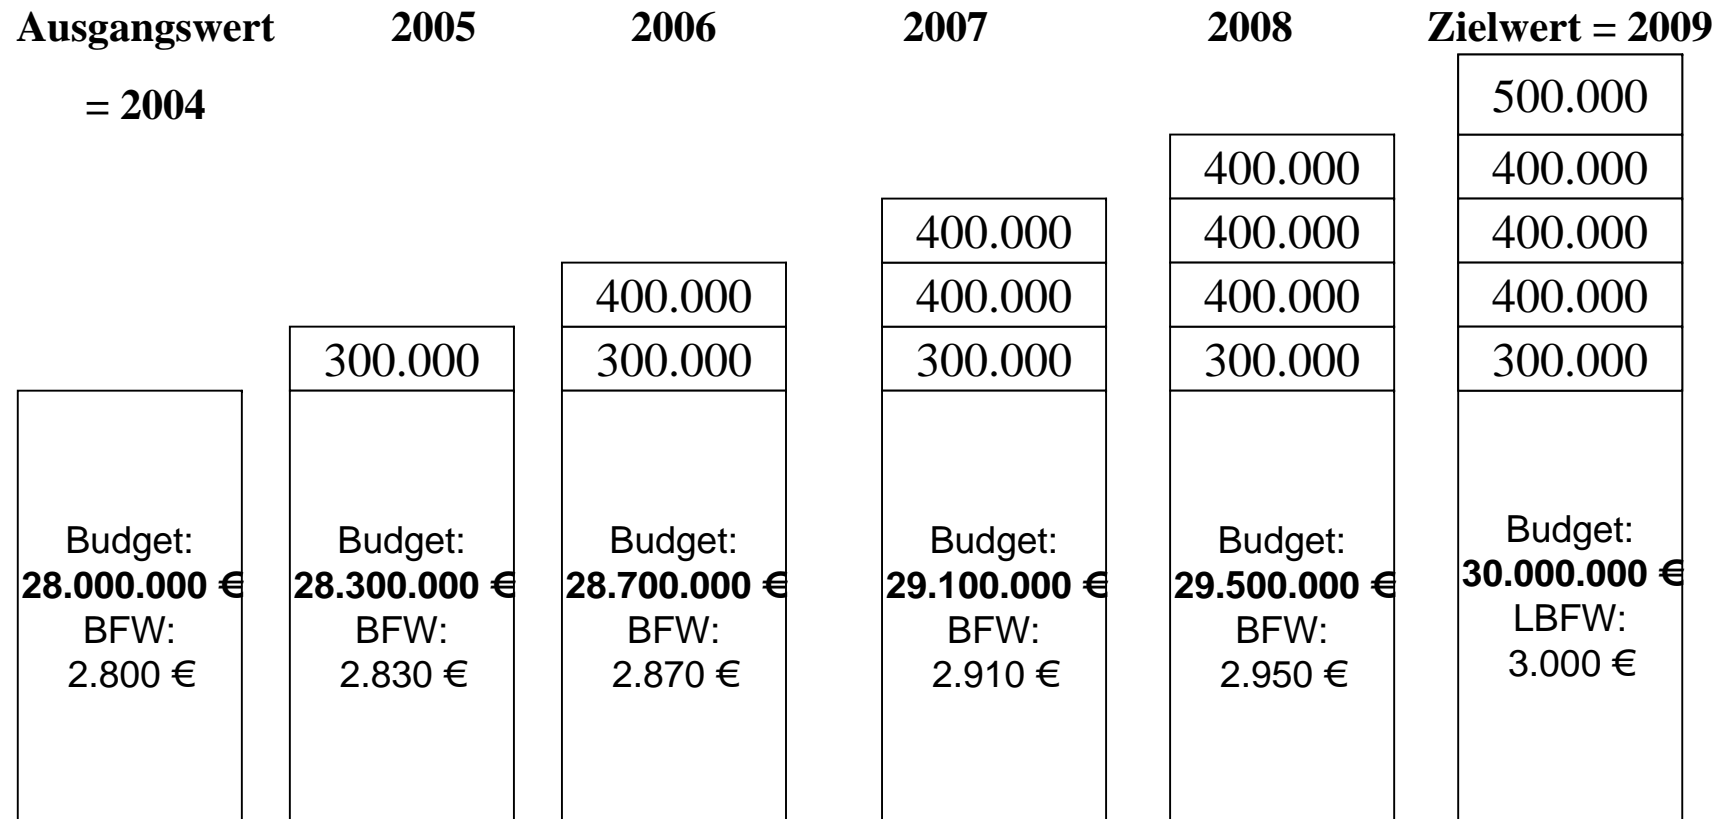 Ausgangswert
= 2004
2005
2006
2007
2008
Zielwert = 2009
500.000
400.000
400.000
400.000
400.000
400.000
400.000
400.000
400.000
400.000
300.000
300.000
300.000
300.000
300.000
Budget:
28.000.000 €
BFW:
2.800 €
Budget:
28.300.000 €
BFW:
2.830 €
Budget:
28.700.000 €
BFW:
2.870 €
Budget:
29.100.000 €
BFW:
2.910 €
Budget:
29.500.000 €
BFW:
2.950 €
Budget:
30.000.000 €
LBFW:
3.000 €